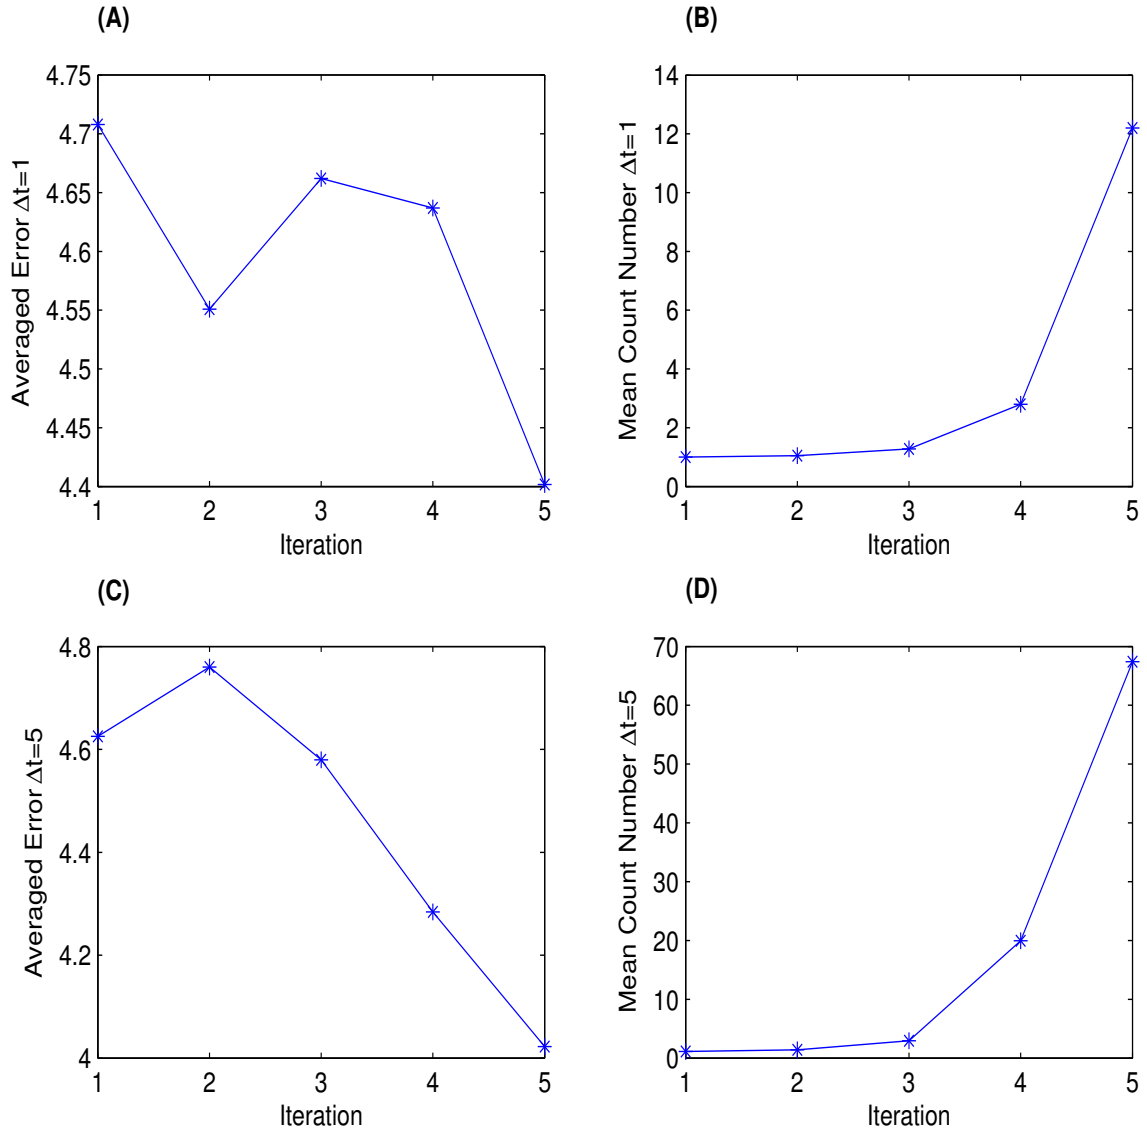 (A)
4.75
4.7
4.65
4.6
4.55
4.5
4.45
4.4
Averaged Error Δt=1
1 2 3 4 5
Iteration
(B)
14
12
10
8
6
4
2
0
Mean Count Number Δt=1
1 2 3 4 5
Iteration
(C)
4.8
4.6
4.4
4.2
4
Averaged Error Δt=5
1 2 3 4 5
Iteration
(D)
70
60
50
40
30
20
10
0
Mean Count Number Δt=5
1 2 3 4 5
Iteration